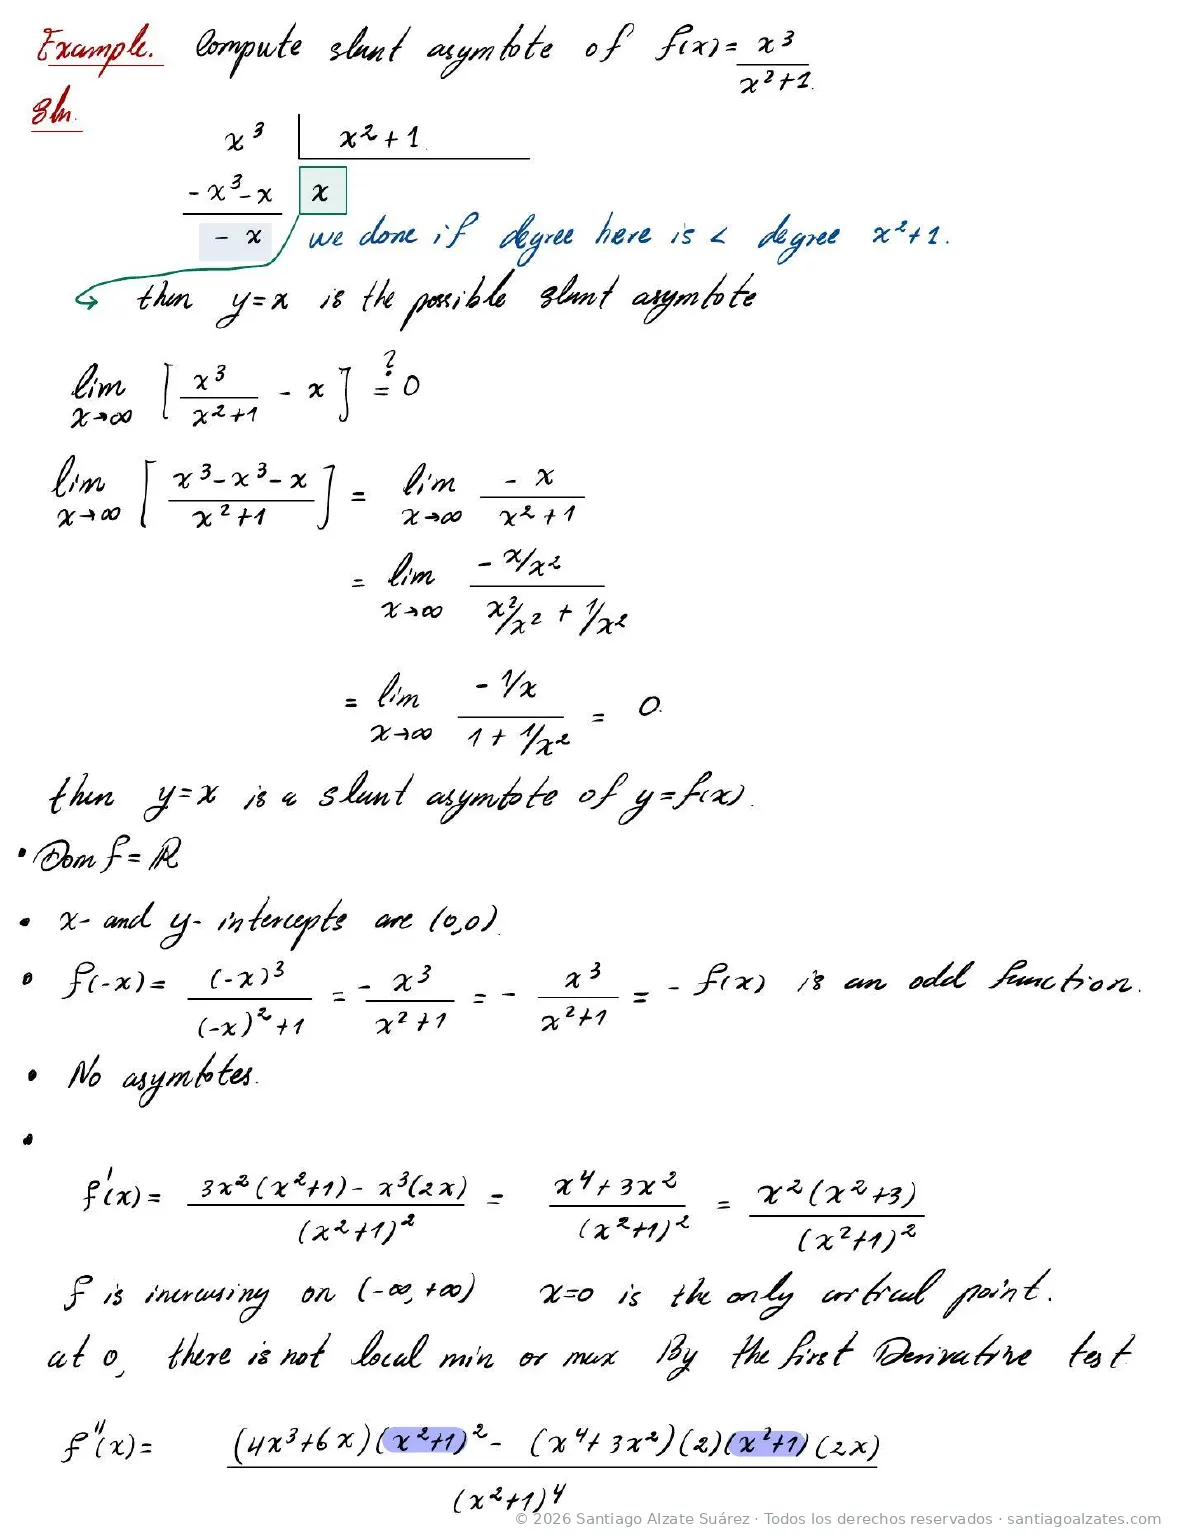 Example. Compute slant asymtote of f(x) = x³/(x²+1).
Sln.
x³ | x²+1
-x³-x | x
-x we done if degree here is < degree x²+1.
then y=x is the possible slant asymtote
lim x→∞ [x³/(x²+1) - x] ?= 0
lim x→∞ [(x³-x³-x)/(x²+1)] = lim x→∞ -x/(x²+1)
= lim x→∞ (-x/x²)/(x²/x² + 1/x²)
= lim x→∞ (-1/x)/(1+1/x²) = 0.
then y=x is a slant asymtote of y=f(x).
• Dom f = ℝ
• x- and y- intercepts are (0,0)
• f(-x) = (-x)³/((-x)²+1) = -x³/(x²+1) = - x³/(x²+1) = -f(x) is an odd function.
• No asymtotes.
•
f'(x) = (3x²(x²+1) - x³(2x))/(x²+1)² = (x⁴+3x²)/(x²+1)² = x²(x²+3)/(x²+1)²
f is increasing on (-∞,+∞) x=0 is the only critical point.
at 0, there is not local min or max By the first Derivative test
f''(x) = ((4x³+6x)(x²+1)² - (x⁴+3x²)(2)(x²+1)(2x))/(x²+1)⁴
© 2026 Santiago Alzate Suárez · Todos los derechos reservados · santiagoalzates.com